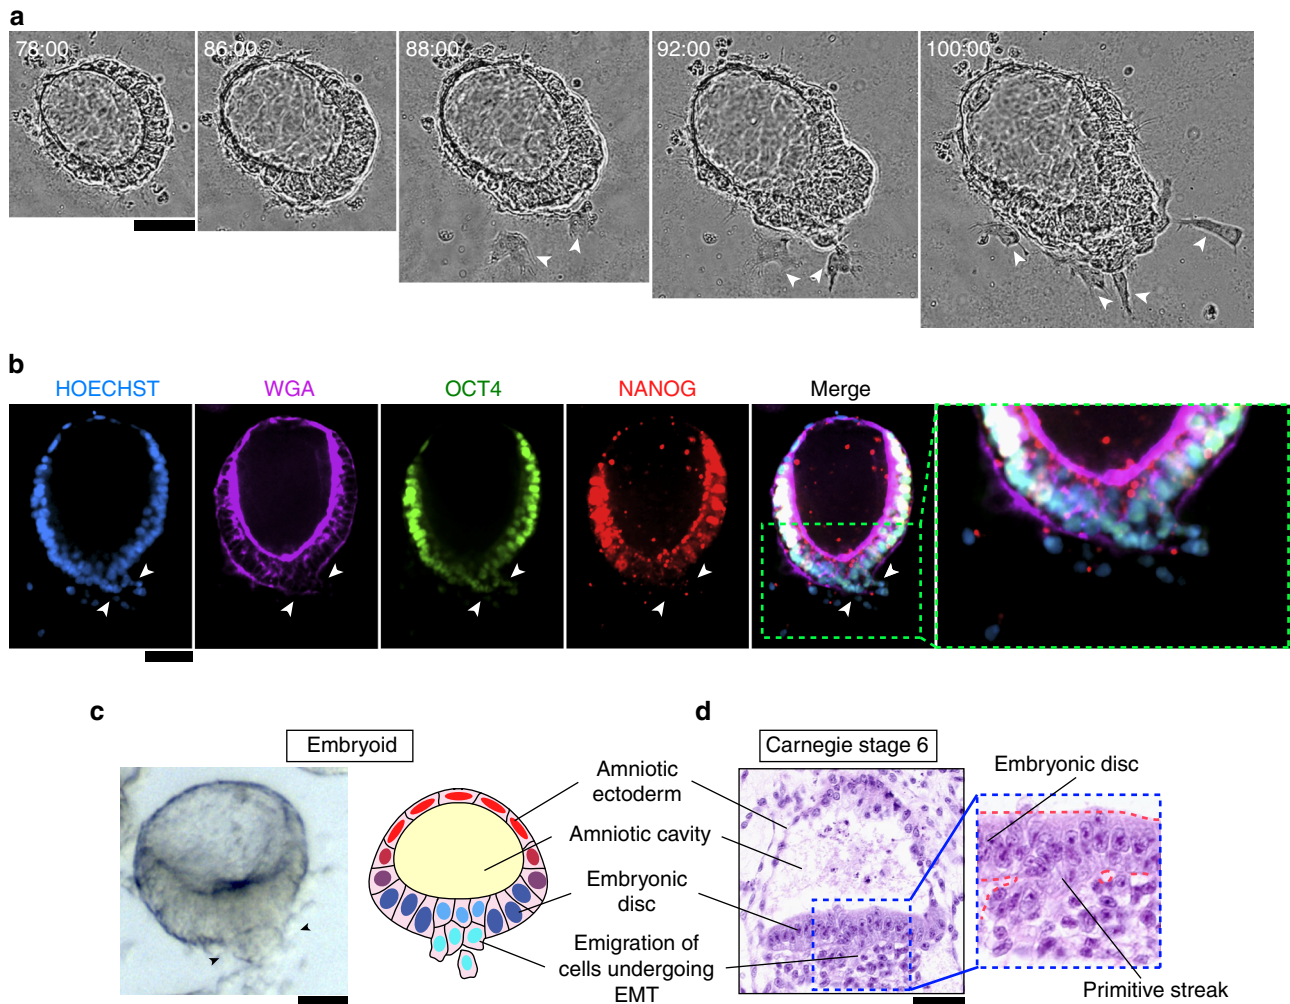 a
78:00
86:00
88:00
92:00
100:00
b
HOECHST
WGA
OCT4
NANOG
Merge
c
Embryoid
Amniotic
ectoderm
Amniotic cavity
Embryonic
disc
Emigration of
cells undergoing
EMT
d
Carnegie stage 6
Embryonic disc
Primitive streak